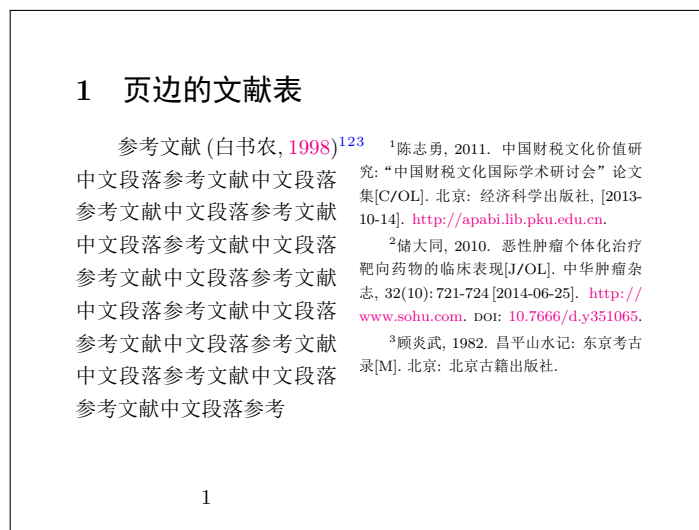 1 页边的文献表
参考文献 (白书农, 1998)123
中文段落参考文献中文段落
参考文献中文段落参考文献
中文段落参考文献中文段落
参考文献中文段落参考文献
中文段落参考文献中文段落
参考文献中文段落参考文献
中文段落参考文献中文段落
参考文献中文段落参考
1陈志勇, 2011. 中国财税文化价值研
究: “中国财税文化国际学术研讨会” 论文
集[C/OL]. 北京: 经济科学出版社, [2013-
10-14]. http://apabi.lib.pku.edu.cn.
2储大同, 2010. 恶性肿瘤个体化治疗
靶向药物的临床表现[J/OL]. 中华肿瘤杂
志, 32(10): 721-724 [2014-06-25]. http://
www.sohu.com. DOI: 10.7666/d.y351065.
3顾炎武, 1982. 昌平山水记: 东京考古
录[M]. 北京: 北京古籍出版社.
1